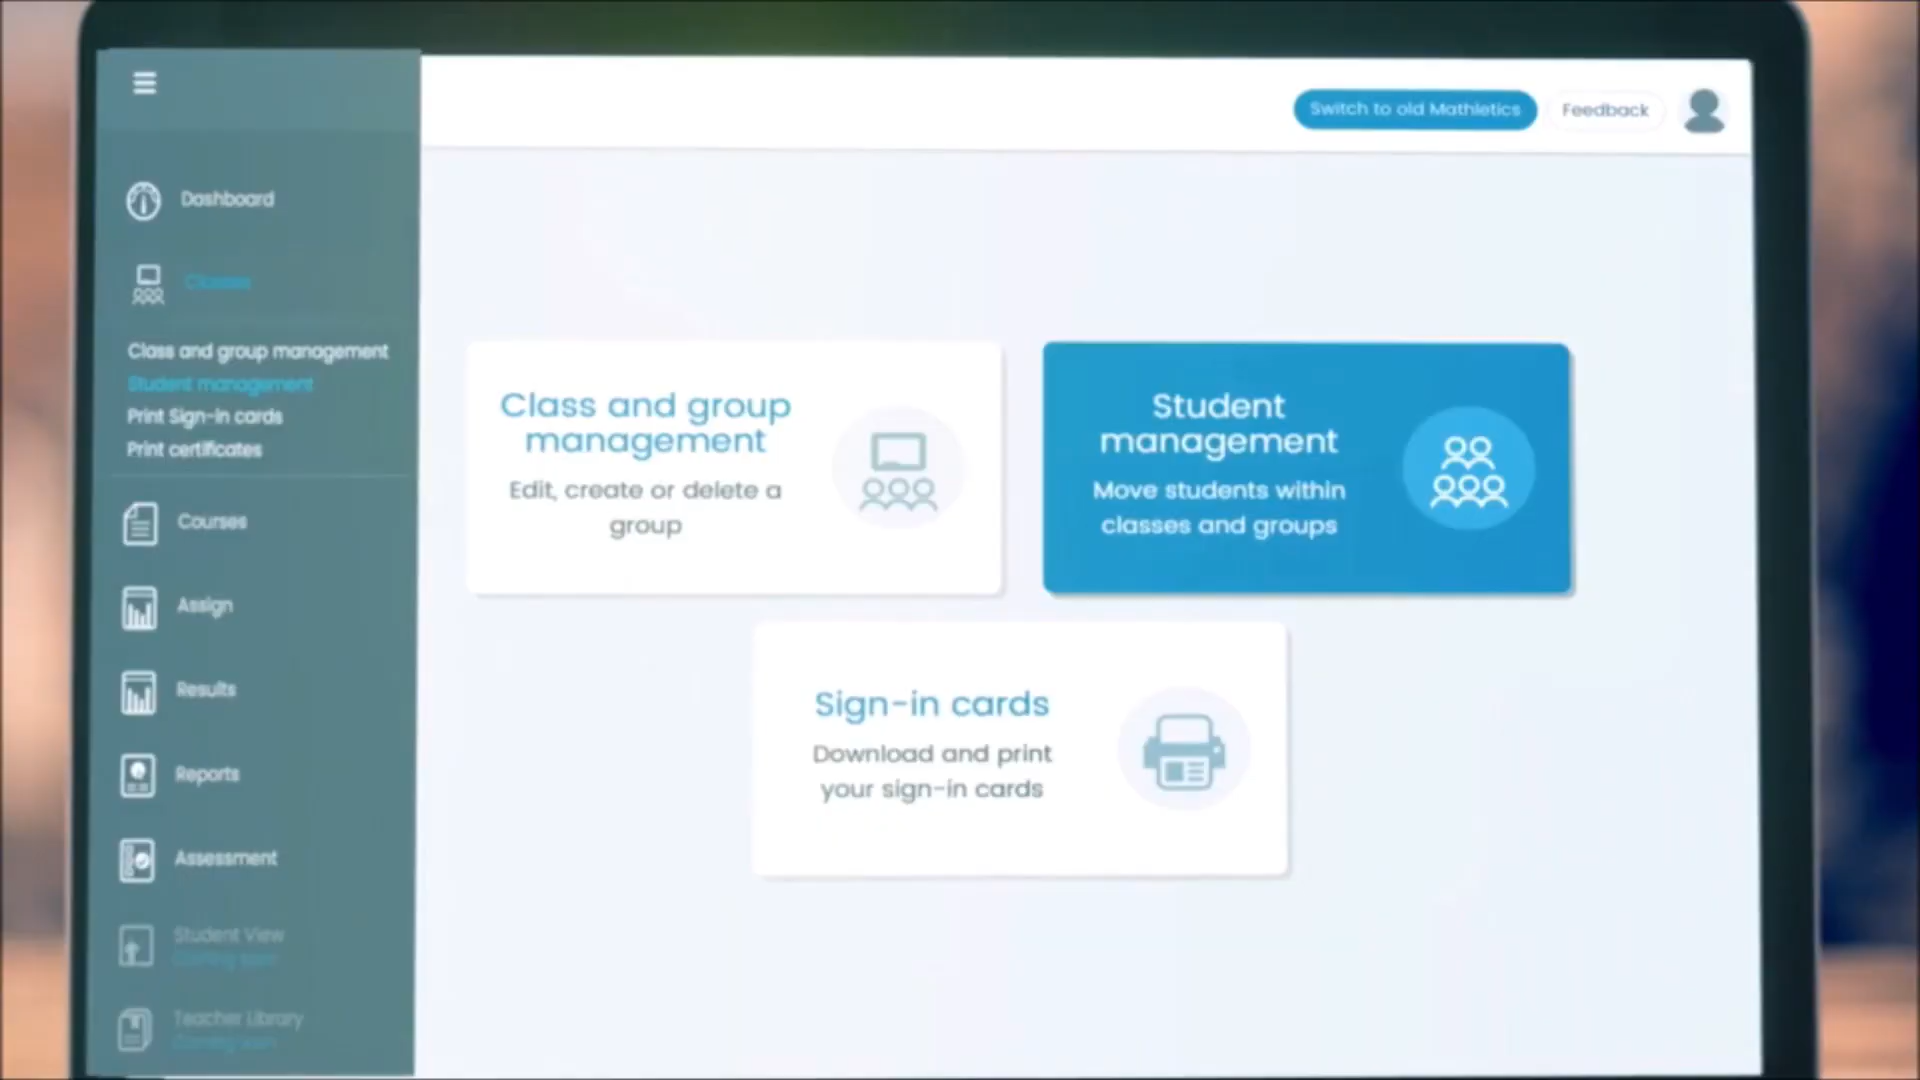 Switch to old Mathletics
Feedback
Dashboard
Classes
Class and group management
Student management
Print Sign-in cards
Print certificates
Courses
Assign
Results
Reports
Assessment
Student View
Coming soon
Teacher Library
Coming soon
Class and group
management
Edit, create or delete a
group
Student
management
Move students within
classes and groups
Sign-in cards
Download and print
your sign-in cards